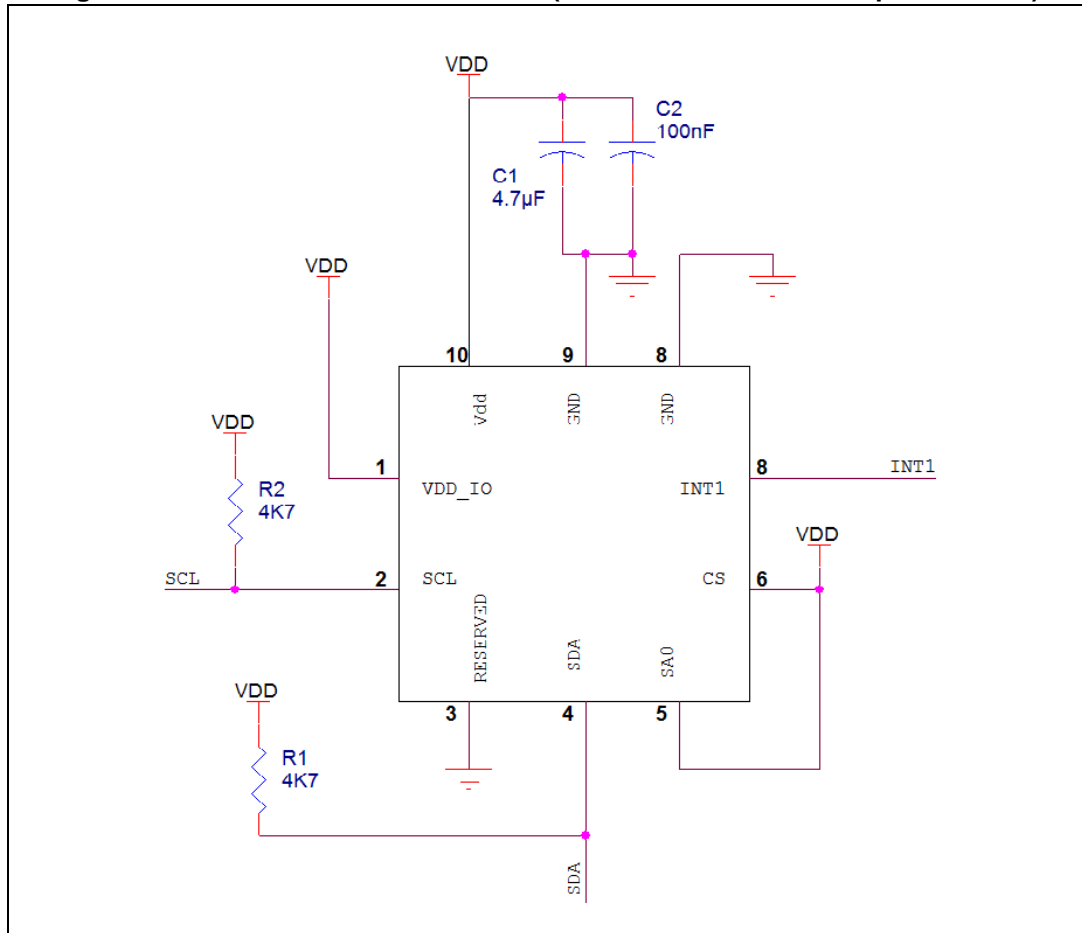 VDD
C2
100nF
C1
4.7µF
VDD
10
9
8
Vdd
GND
GND
VDD
1
VDD_IO
R2
4K7
INT1
8
INT1
VDD
SCL
2
SCL
CS
6
RESERVED
SDA
SA0
VDD
3
4
5
R1
4K7
SDA